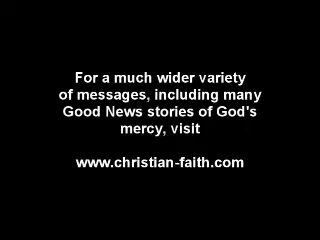 For a much wider variety
of messages, including many
Good News stories of God's
mercy, visit
www.christian-faith.com